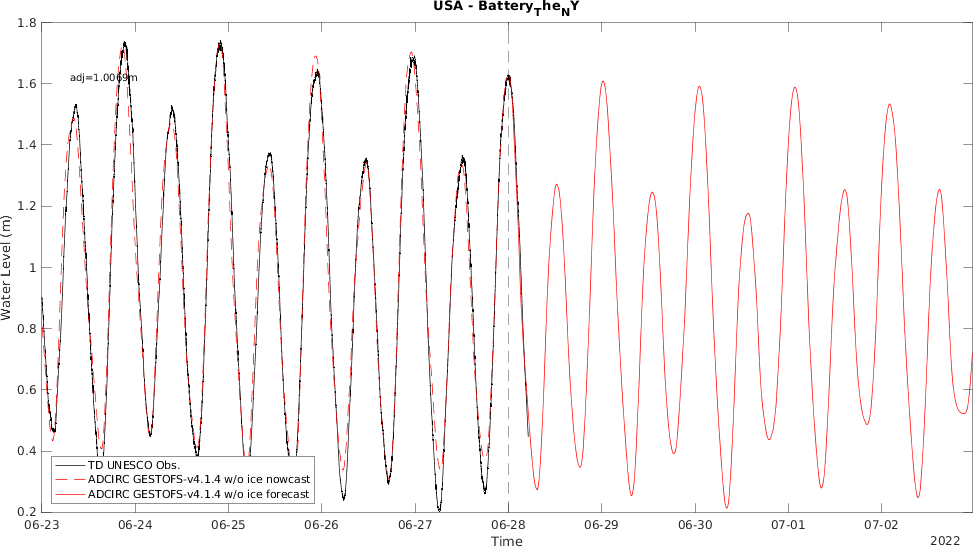 USA - Battery_The_NY
1.8
1.6
1.4
1.2
1
0.8
0.6
0.4
0.2
Water Level (m)
adj=1.0069m
TD UNESCO Obs.
ADCIRC GESTOFS-v4.1.4 w/o ice nowcast
ADCIRC GESTOFS-v4.1.4 w/o ice forecast
06-23 06-24 06-25 06-26 06-27 06-28 06-29 06-30 07-01 07-02
Time
2022